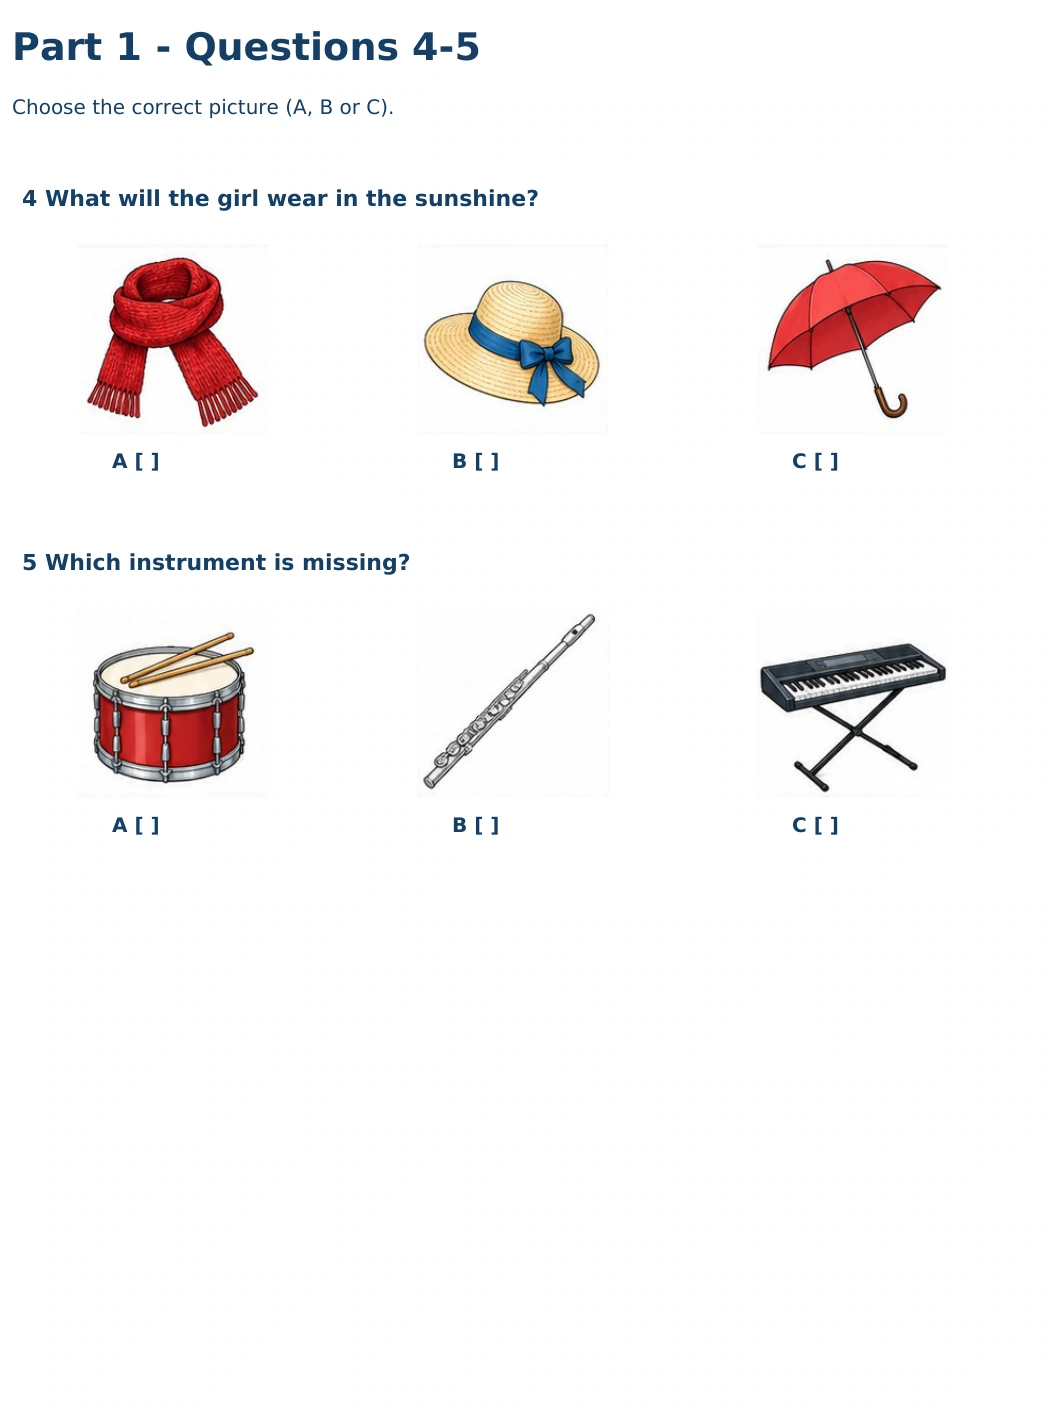 Part 1 - Questions 4-5
Choose the correct picture (A, B or C).
4 What will the girl wear in the sunshine?
A [ ] B [ ] C [ ]
5 Which instrument is missing?
A [ ] B [ ] C [ ]